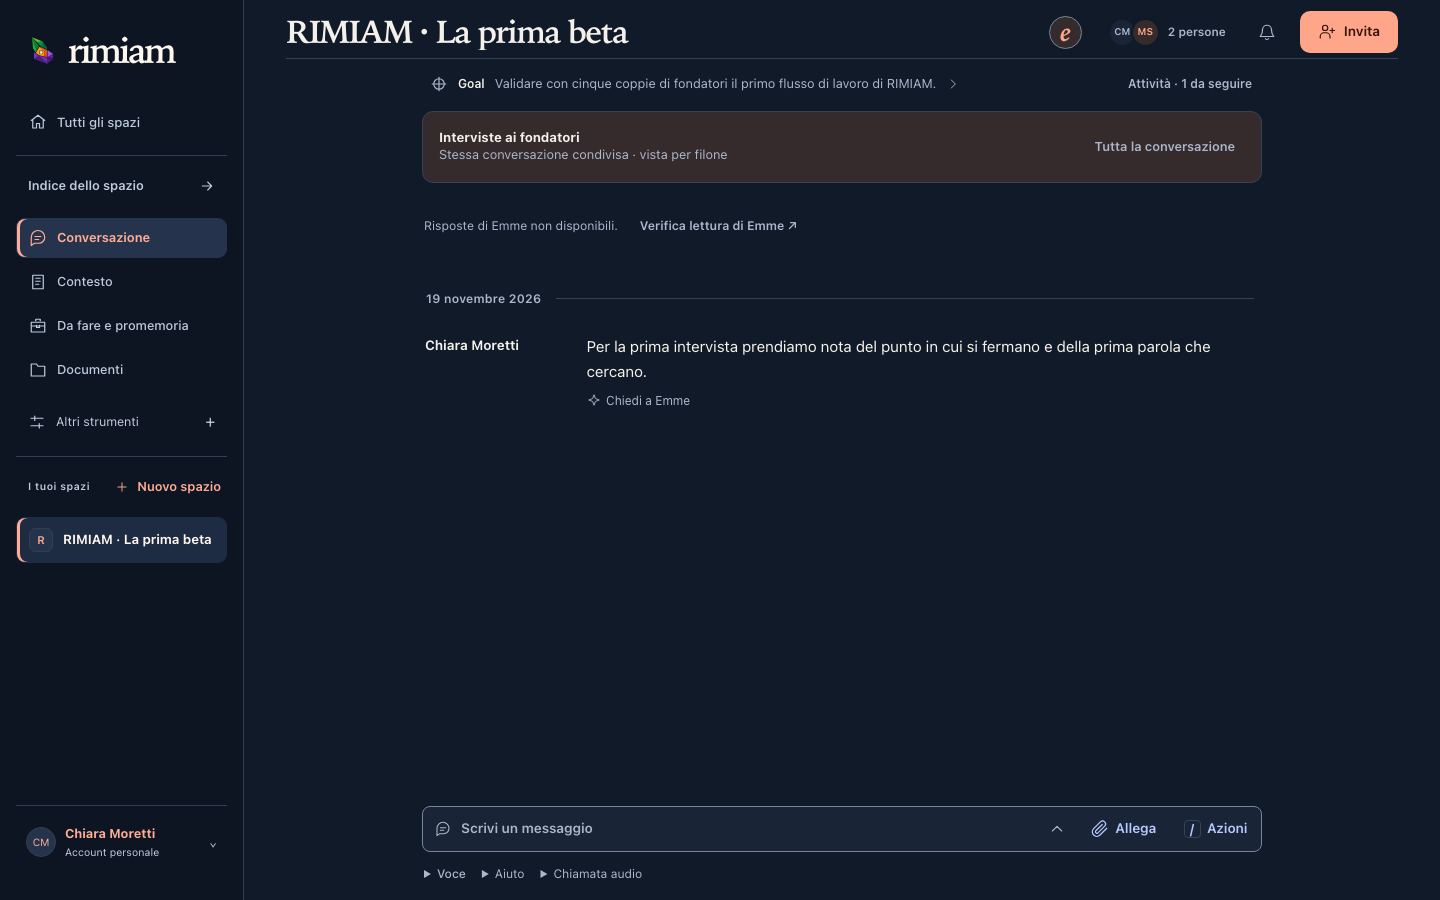 rimiam
Tutti gli spazi
Indice dello spazio
Conversazione
Contesto
Da fare e promemoria
Documenti
Altri strumenti
I tuoi spazi
Nuovo spazio
R
RIMIAM · La prima beta
CM
Chiara Moretti
Account personale
RIMIAM · La prima beta
e
CM
MS
2 persone
Invita
Goal Validare con cinque coppie di fondatori il primo flusso di lavoro di RIMIAM.
Attività · 1 da seguire
Interviste ai fondatori
Stessa conversazione condivisa · vista per filone
Tutta la conversazione
Risposte di Emme non disponibili.
Verifica lettura di Emme ↗
19 novembre 2026
Chiara Moretti
Per la prima intervista prendiamo nota del punto in cui si fermano e della prima parola che
cercano.
Chiedi a Emme
Scrivi un messaggio
Allega
/ Azioni
Voce
Aiuto
Chiamata audio